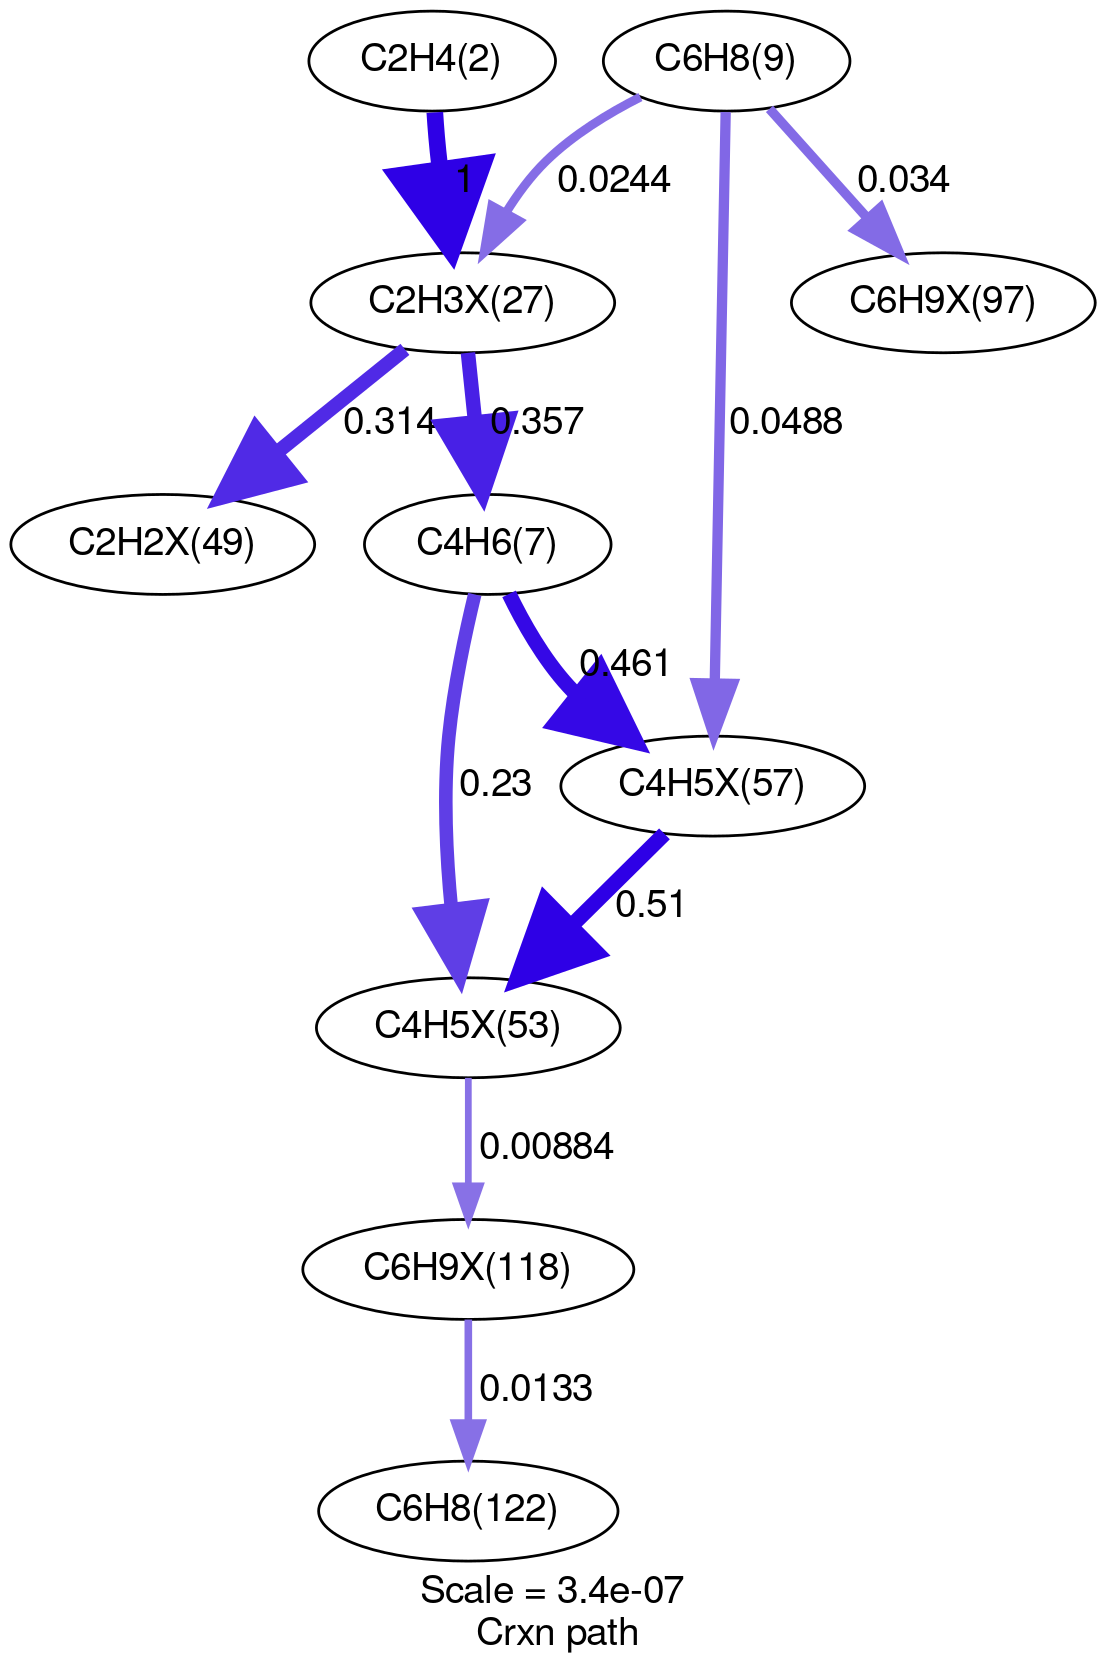 C2H4(2)
C6H8(9)
1
0.0244
0.034
C2H3X(27)
C6H9X(97)
0.314
0.357
0.0488
C2H2X(49)
C4H6(7)
0.461
0.23
C4H5X(57)
0.51
C4H5X(53)
0.00884
C6H9X(118)
0.0133
C6H8(122)
Scale = 3.4e-07
Crxn path